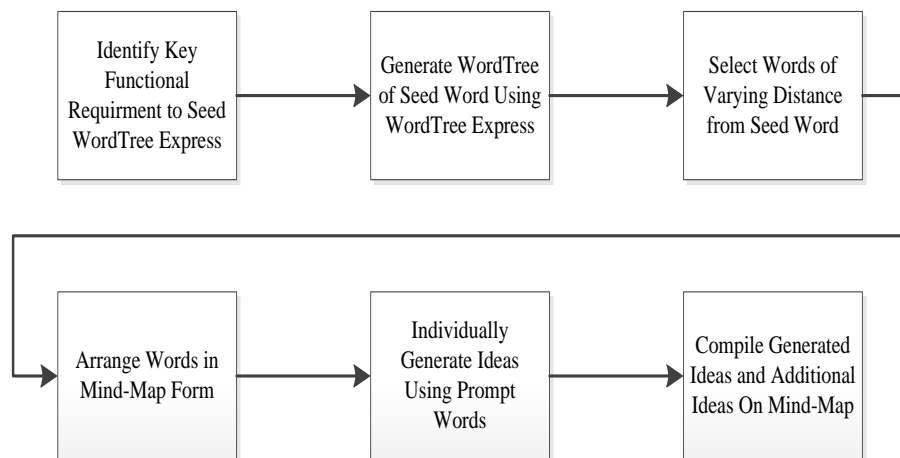 Identify Key
Functional
Requirment to Seed
WordTree Express
Generate WordTree
of Seed Word Using
WordTree Express
Select Words of
Varying Distance
from Seed Word
Arrange Words in
Mind-Map Form
Individually
Generate Ideas
Using Prompt
Words
Compile Generated
Ideas and Additional
Ideas On Mind-Map